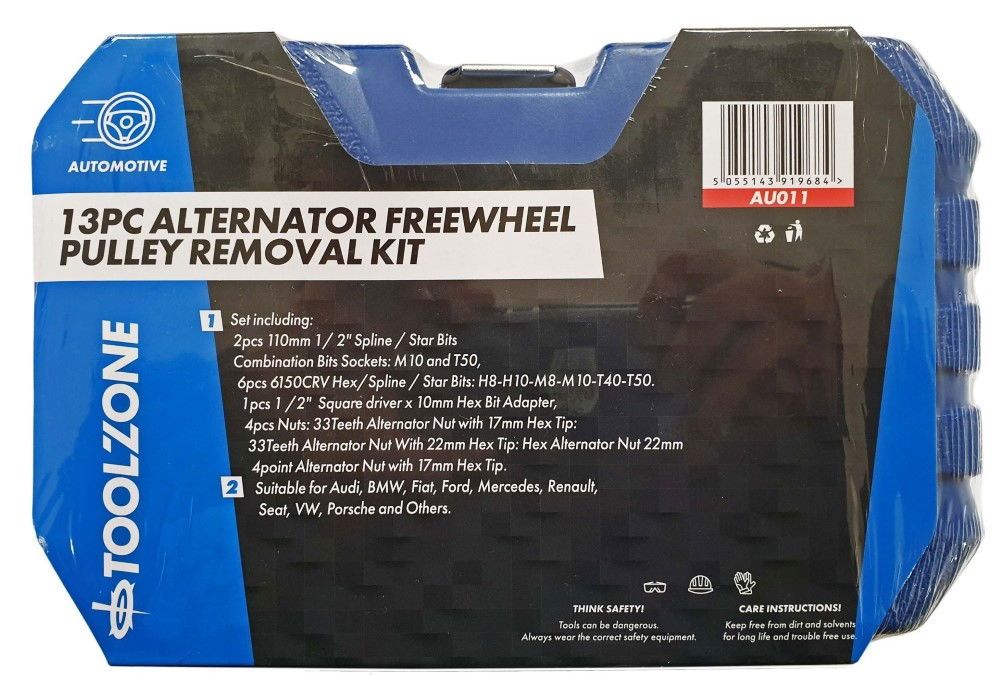 AUTOMOTIVE
5 055143 919684 >
AU011
13PC ALTERNATOR FREEWHEEL
PULLEY REMOVAL KIT
TOOLZONE
1 Set including:
2pcs 110mm 1/ 2" Spline / Star Bits
Combination Bits Sockets: M10 and T50,
6pcs 6150CRV Hex/Spline / Star Bits: H8-H10-M8-M10-T40-T50.
1pcs 1 /2" Square driver x 10mm Hex Bit Adapter,
4pcs Nuts: 33Teeth Alternator Nut with 17mm Hex Tip:
33Teeth Alternator Nut With 22mm Hex Tip: Hex Alternator Nut 22mm
4point Alternator Nut with 17mm Hex Tip.
2 Suitable for Audi, BMW, Fiat, Ford, Mercedes, Renault,
Seat, VW, Porsche and Others.
THINK SAFETY!
Tools can be dangerous.
Always wear the correct safety equipment.
CARE INSTRUCTIONS!
Keep free from dirt and solvents
for long life and trouble free use.